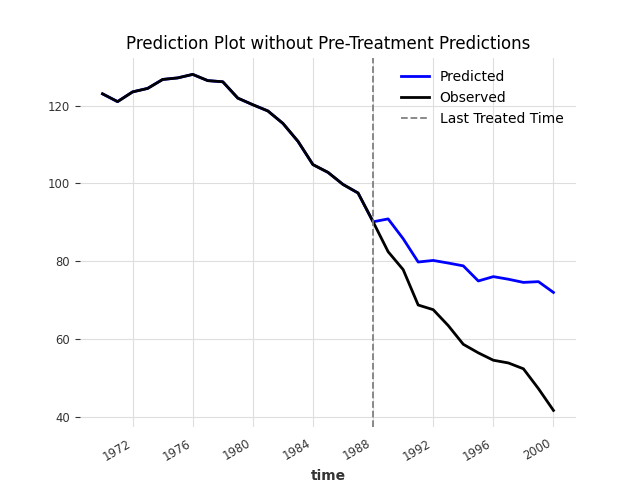 Prediction Plot without Pre-Treatment Predictions
Predicted
Observed
Last Treated Time
120
100
80
60
40
1972
1976
1980
1984
1988
1992
1996
2000
time